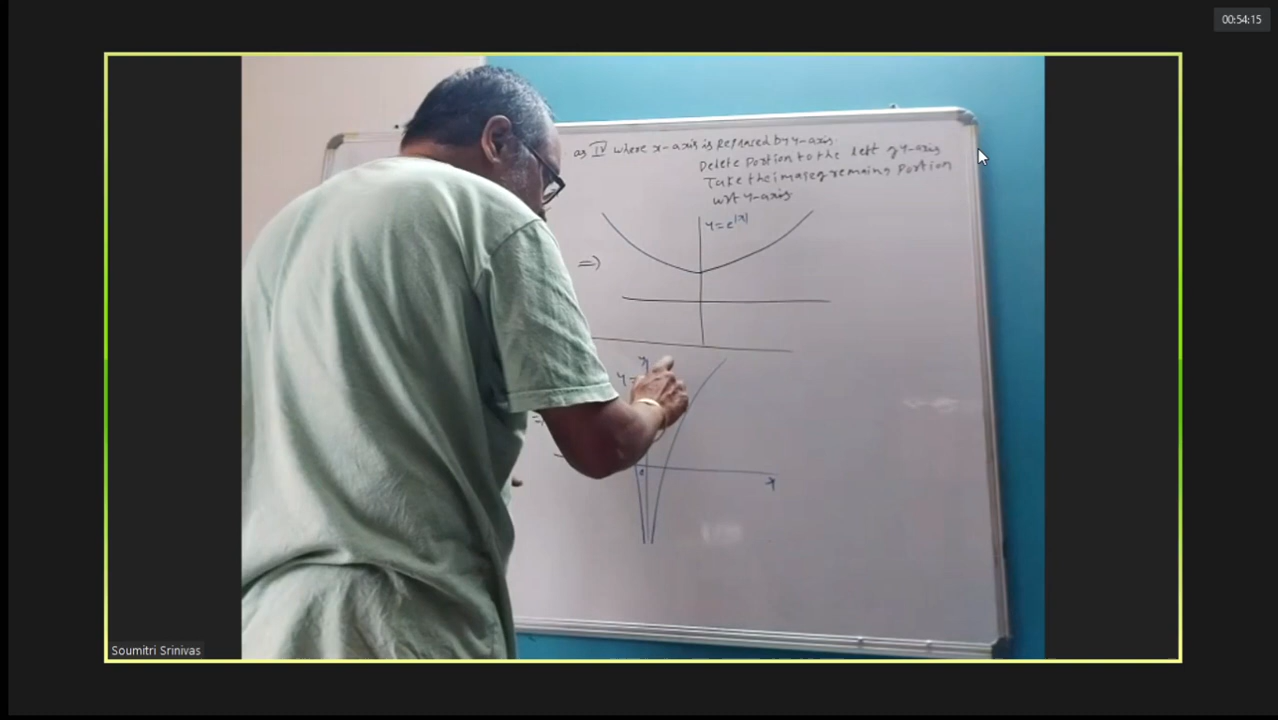 00:54:15
as IV where x-axis is Replaced by y-axis.
Delete Portion to the left of y-axis
Take the image of remaining Portion
wrt y-axis
y = e^|x|
=>
y
y =
x
Soumitri Srinivas